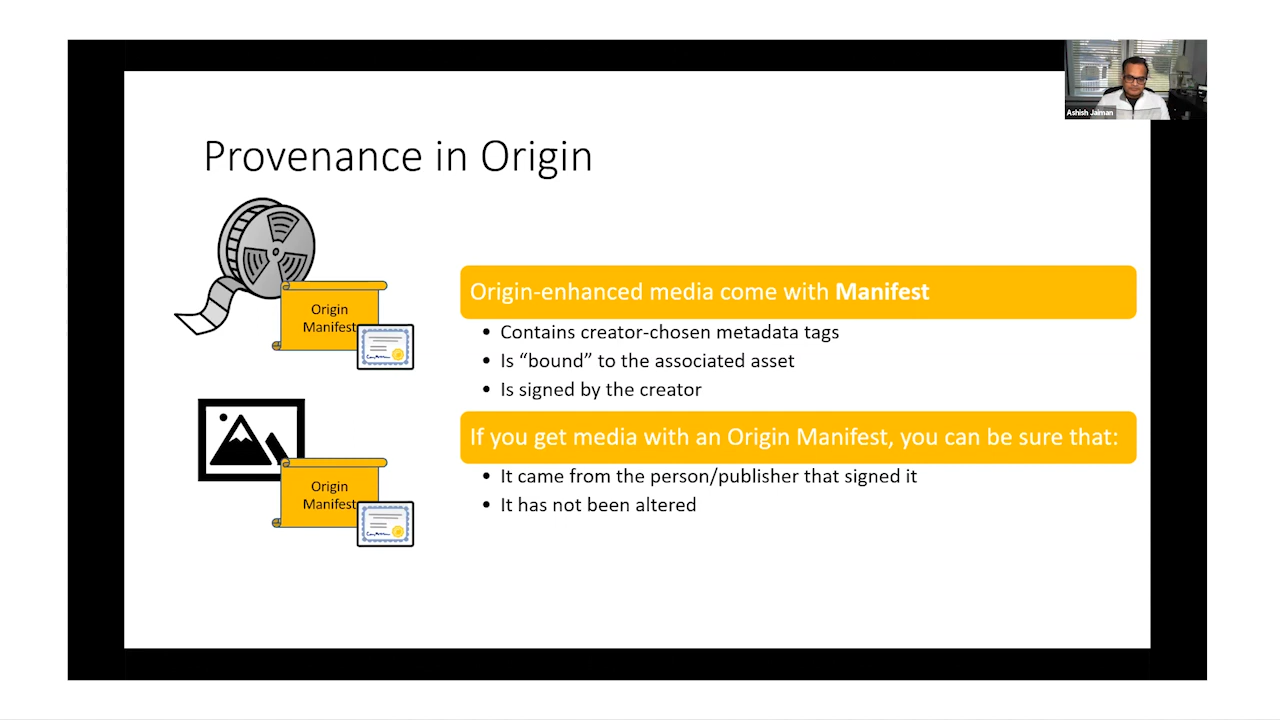 Ashish Jaiman
Provenance in Origin
Origin
Manifest
Origin-enhanced media come with Manifest
• Contains creator-chosen metadata tags
• Is “bound” to the associated asset
• Is signed by the creator
Origin
Manifest
If you get media with an Origin Manifest, you can be sure that:
• It came from the person/publisher that signed it
• It has not been altered